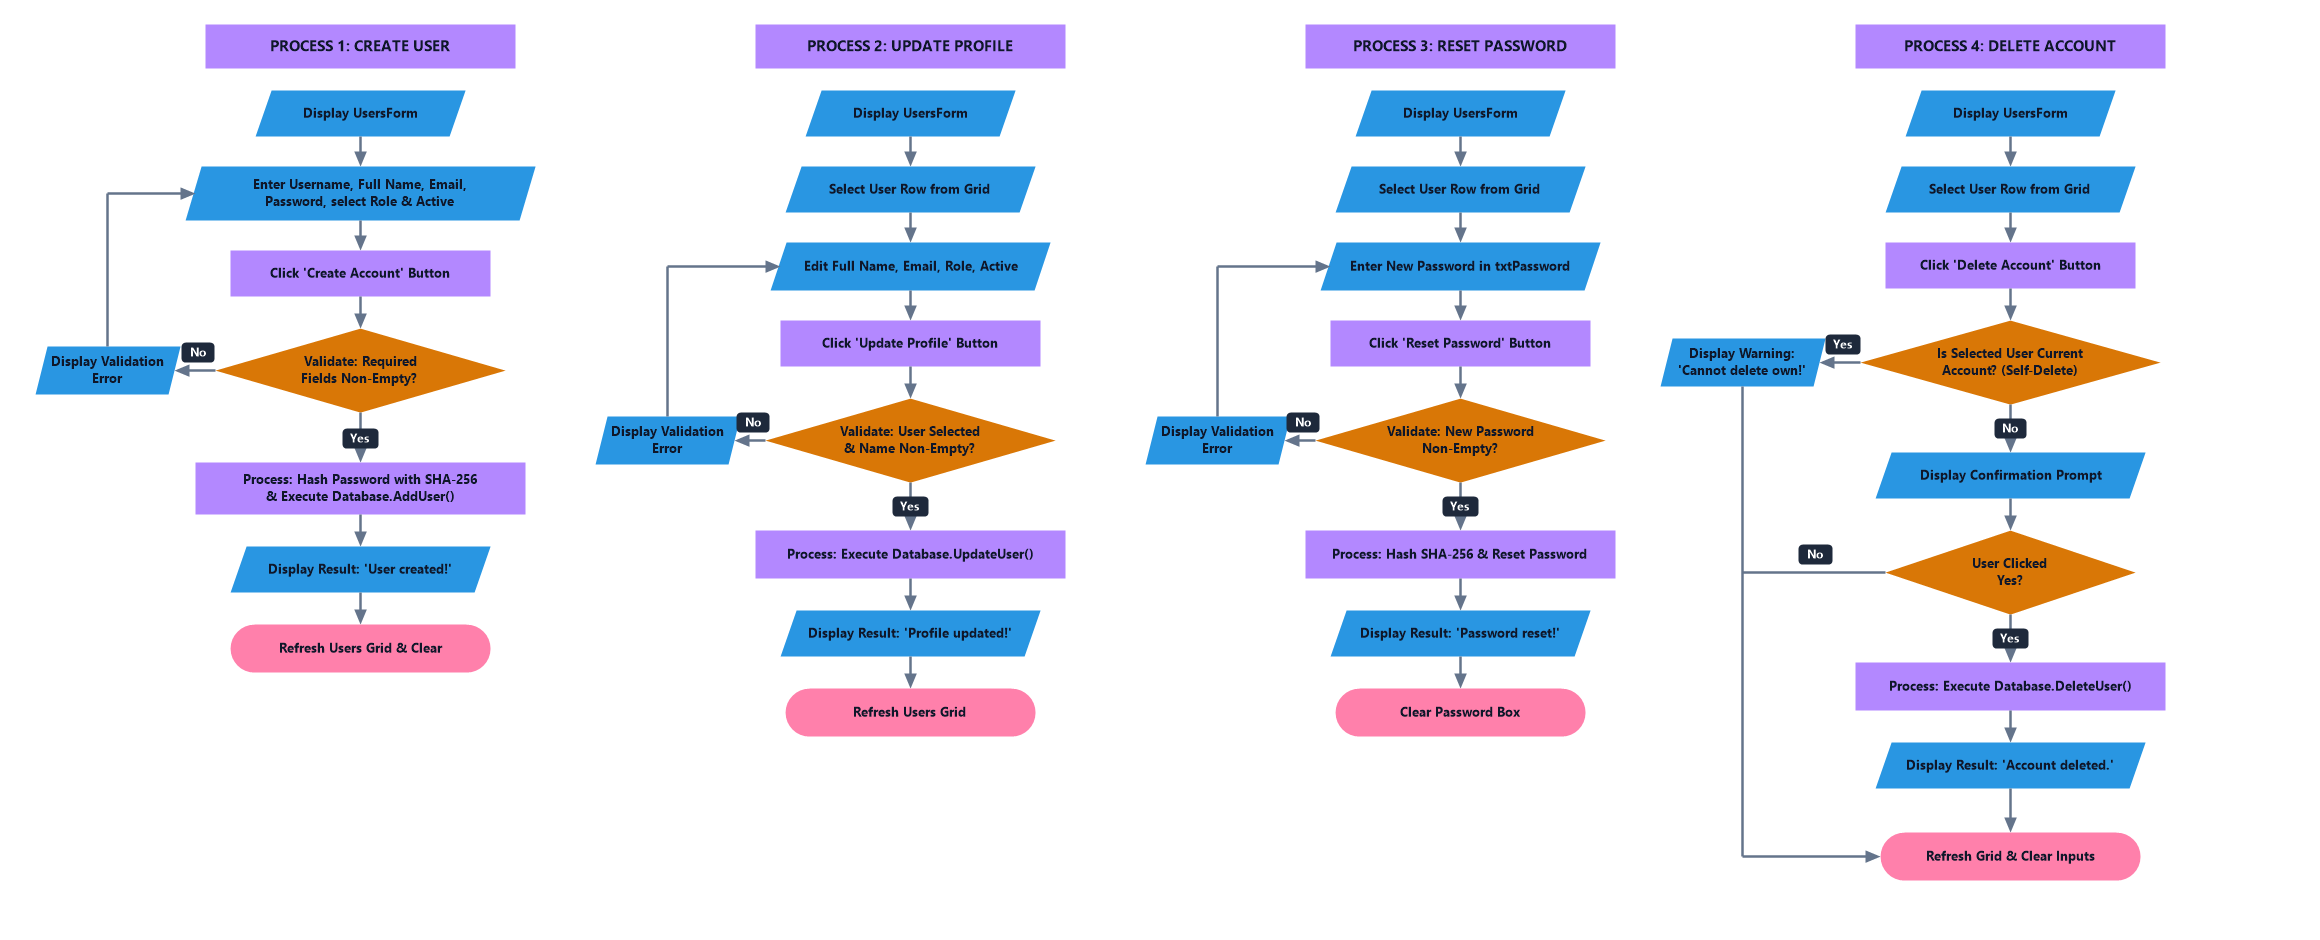 PROCESS 1: CREATE USER
Display UsersForm
Enter Username, Full Name, Email,
Password, select Role & Active
Click 'Create Account' Button
Validate: Required
Fields Non-Empty?
No
Display Validation
Error
Yes
Process: Hash Password with SHA-256
& Execute Database.AddUser()
Display Result: 'User created!'
Refresh Users Grid & Clear
PROCESS 2: UPDATE PROFILE
Display UsersForm
Select User Row from Grid
Edit Full Name, Email, Role, Active
Click 'Update Profile' Button
Validate: User Selected
& Name Non-Empty?
No
Display Validation
Error
Yes
Process: Execute Database.UpdateUser()
Display Result: 'Profile updated!'
Refresh Users Grid
PROCESS 3: RESET PASSWORD
Display UsersForm
Select User Row from Grid
Enter New Password in txtPassword
Click 'Reset Password' Button
Validate: New Password
Non-Empty?
No
Display Validation
Error
Yes
Process: Hash SHA-256 & Reset Password
Display Result: 'Password reset!'
Clear Password Box
PROCESS 4: DELETE ACCOUNT
Display UsersForm
Select User Row from Grid
Click 'Delete Account' Button
Is Selected User Current
Account? (Self-Delete)
Yes
Display Warning:
'Cannot delete own!'
No
Display Confirmation Prompt
User Clicked
Yes?
No
Yes
Process: Execute Database.DeleteUser()
Display Result: 'Account deleted.'
Refresh Grid & Clear Inputs